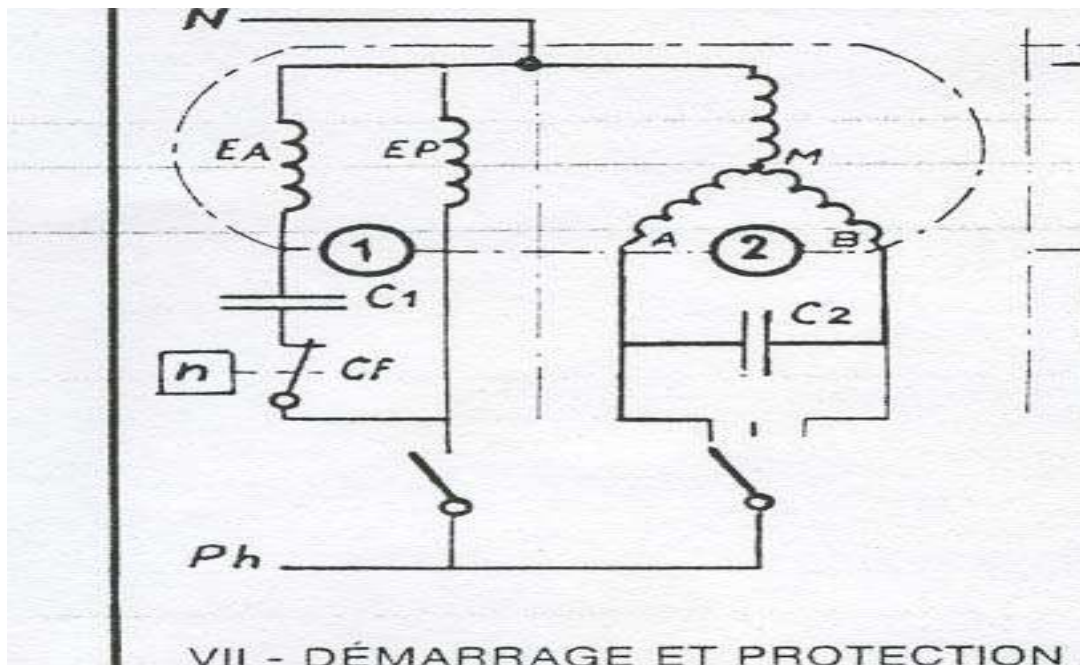 N
EA EP M
1 A 2 B
C1 C2
n CF
Ph
VII - DÉMARRAGE ET PROTECTION